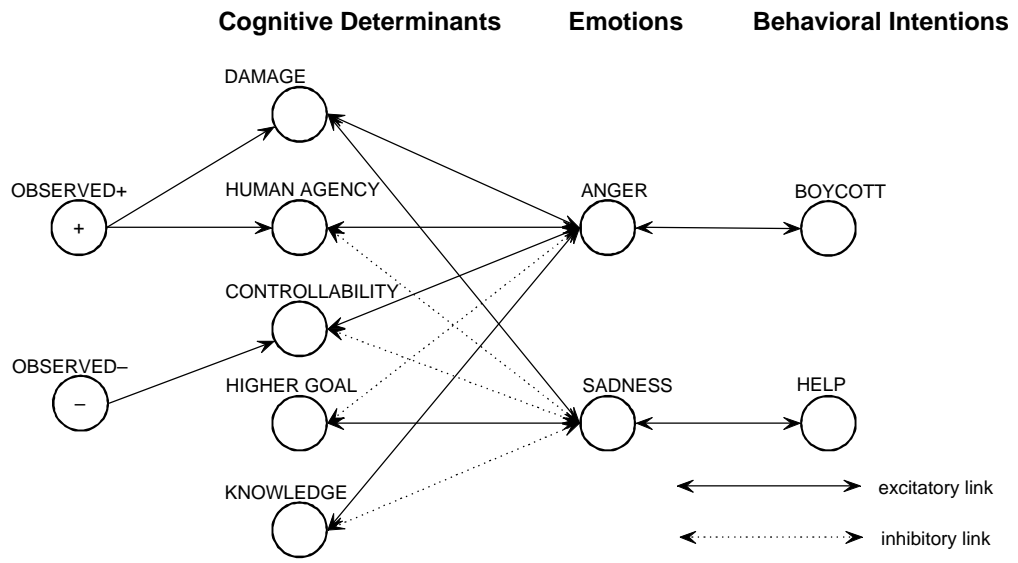 Cognitive Determinants Emotions Behavioral Intentions
DAMAGE
OBSERVED+ HUMAN AGENCY ANGER BOYCOTT
+
CONTROLLABILITY
OBSERVED–
–
HIGHER GOAL SADNESS HELP
KNOWLEDGE
excitatory link
inhibitory link